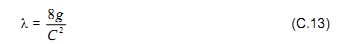 λ = 8g / C² (C.13)